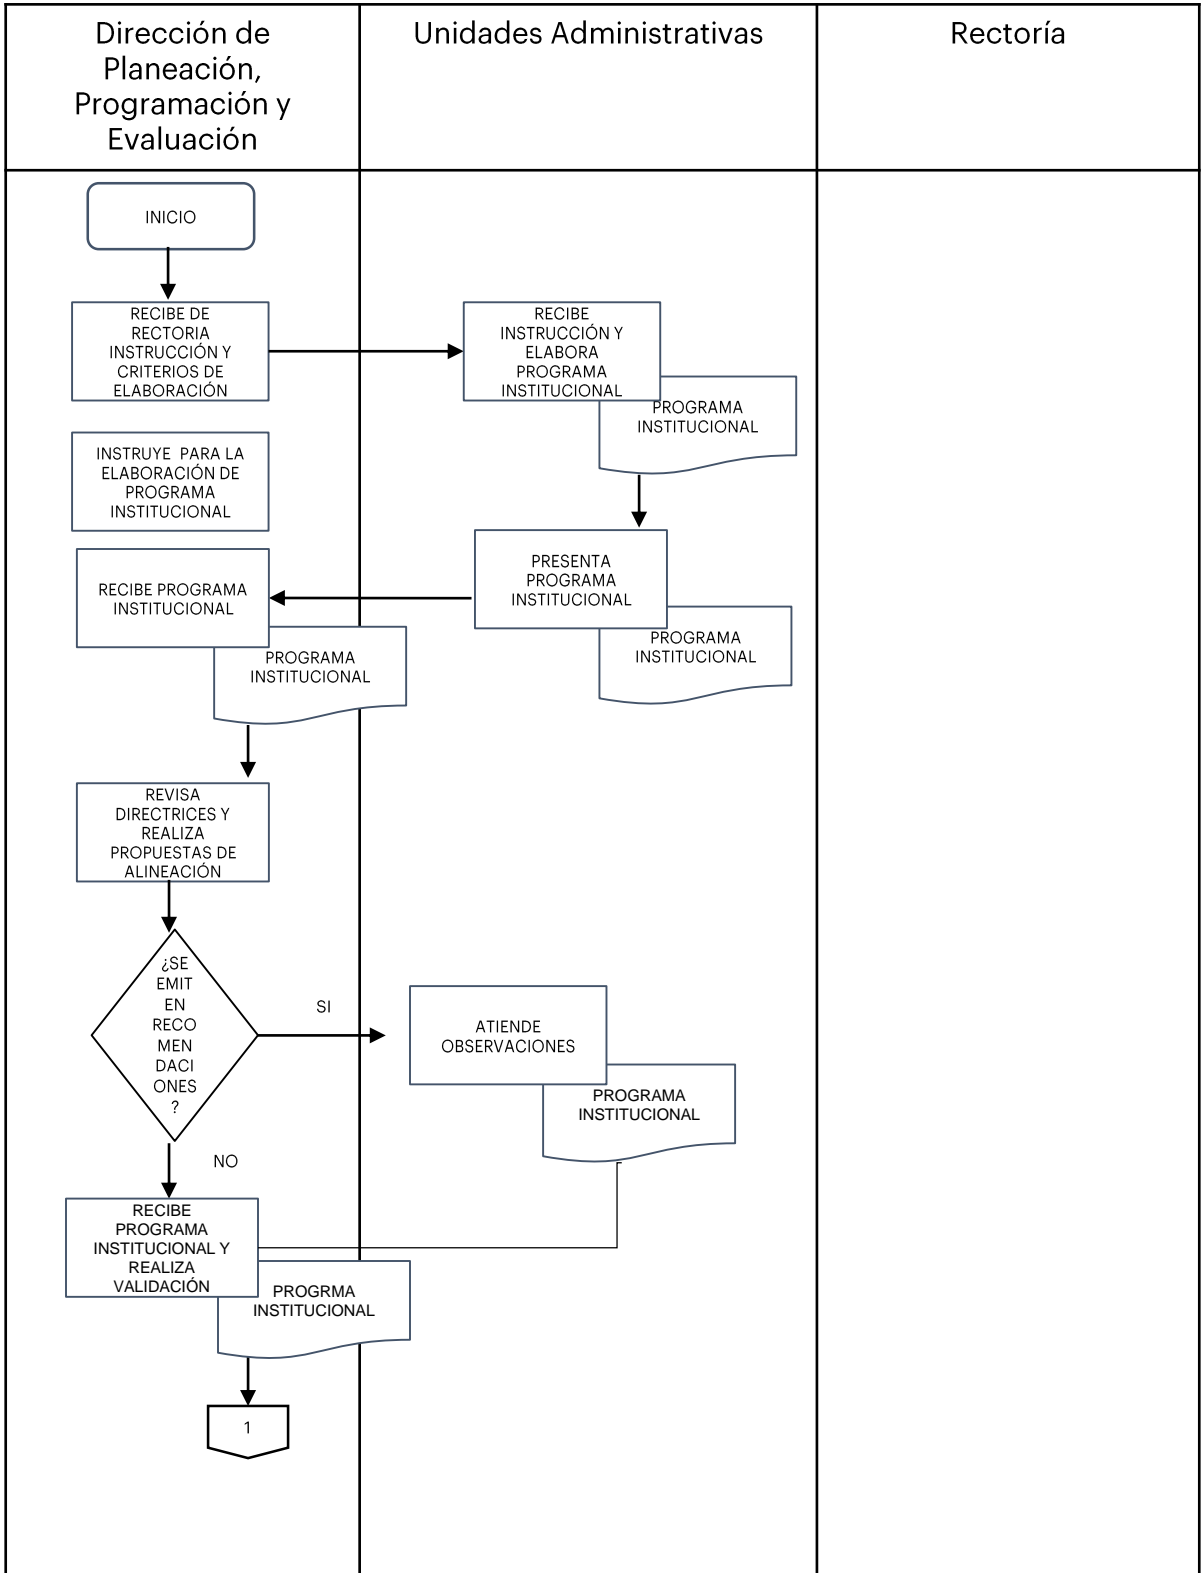 Dirección de
Planeación,
Programación y
Evaluación
Unidades Administrativas
Rectoría
INICIO
RECIBE DE
RECTORIA
INSTRUCCIÓN Y
CRITERIOS DE
ELABORACIÓN
RECIBE
INSTRUCCIÓN Y
ELABORA
PROGRAMA
INSTITUCIONAL
PROGRAMA
INSTITUCIONAL
INSTRUYE PARA LA
ELABORACIÓN DE
PROGRAMA
INSTITUCIONAL
PRESENTA
PROGRAMA
INSTITUCIONAL
PROGRAMA
INSTITUCIONAL
RECIBE PROGRAMA
INSTITUCIONAL
PROGRAMA
INSTITUCIONAL
REVISA
DIRECTRICES Y
REALIZA
PROPUESTAS DE
ALINEACIÓN
¿SE
EMIT
EN
RECO
MEN
DACI
ONES
?
SI
ATIENDE
OBSERVACIONES
PROGRAMA
INSTITUCIONAL
NO
RECIBE
PROGRAMA
INSTITUCIONAL Y
REALIZA
VALIDACIÓN
PROGRMA
INSTITUCIONAL
1